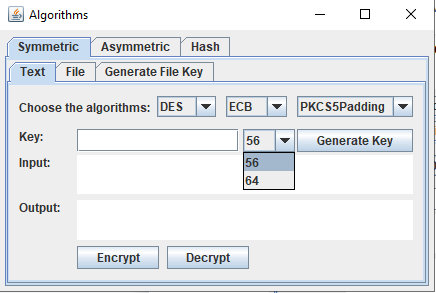 Algorithms
Symmetric Asymmetric Hash
Text File Generate File Key
Choose the algorithms: DES ECB PKCS5Padding
Key: 56 Generate Key
56
Input:
64
Output:
Encrypt Decrypt